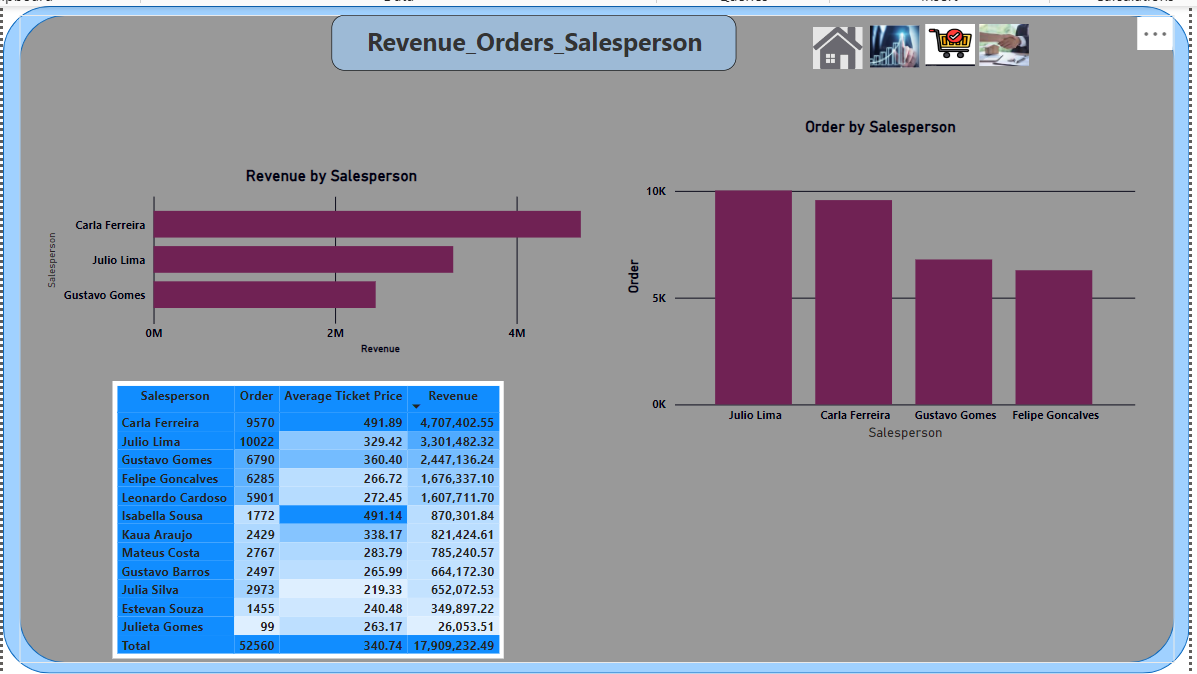 Data
Queries
Insert
Calculations
Revenue_Orders_Salesperson
Order by Salesperson
Revenue by Salesperson
Salesperson
Carla Ferreira
Julio Lima
Gustavo Gomes
0M 2M 4M
Revenue
Order
10K
5K
0K
Julio Lima Carla Ferreira Gustavo Gomes Felipe Goncalves
Salesperson
Salesperson Order Average Ticket Price Revenue
Carla Ferreira 9570 491.89 4,707,402.55
Julio Lima 10022 329.42 3,301,482.32
Gustavo Gomes 6790 360.40 2,447,136.24
Felipe Goncalves 6285 266.72 1,676,337.10
Leonardo Cardoso 5901 272.45 1,607,711.70
Isabella Sousa 1772 491.14 870,301.84
Kaua Araujo 2429 338.17 821,424.61
Mateus Costa 2767 283.79 785,240.57
Gustavo Barros 2497 265.99 664,172.30
Julia Silva 2973 219.33 652,072.53
Estevan Souza 1455 240.48 349,897.22
Julieta Gomes 99 263.17 26,053.51
Total 52560 340.74 17,909,232.49